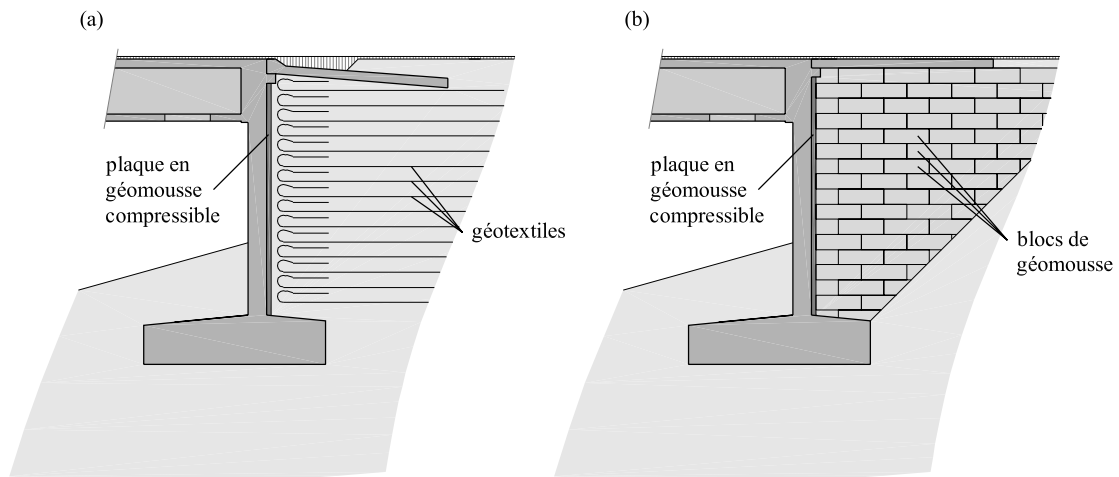 (a)
plaque en
géomousse
compressible
géotextiles
(b)
plaque en
géomousse
compressible
blocs de
géomousse